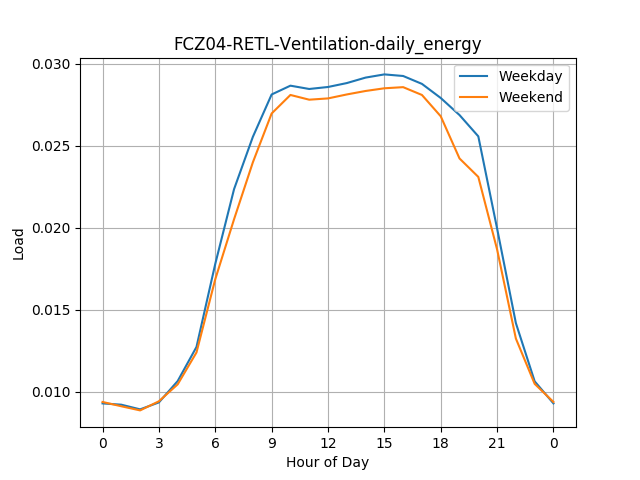 FCZ04-RETL-Ventilation-daily_energy
0.030
0.025
0.020
0.015
0.010
Load
Weekday
Weekend
0 3 6 9 12 15 18 21 0
Hour of Day